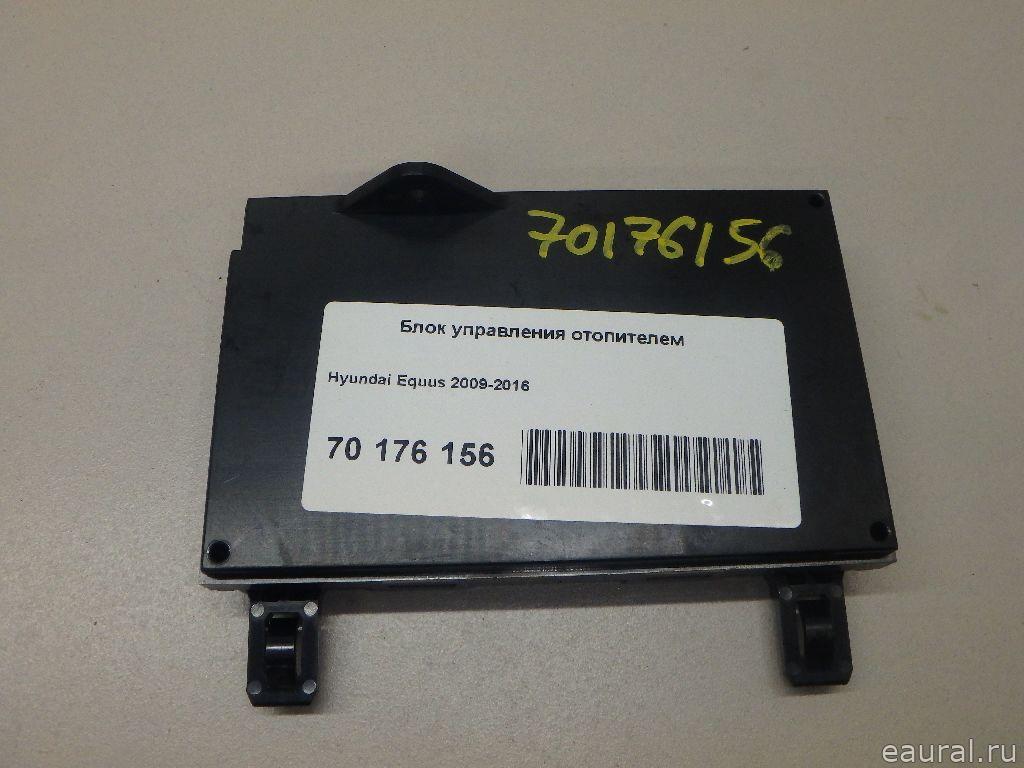 70176156
Блок управления отопителем
Hyundai Equus 2009-2016
70 176 156
eaural.ru